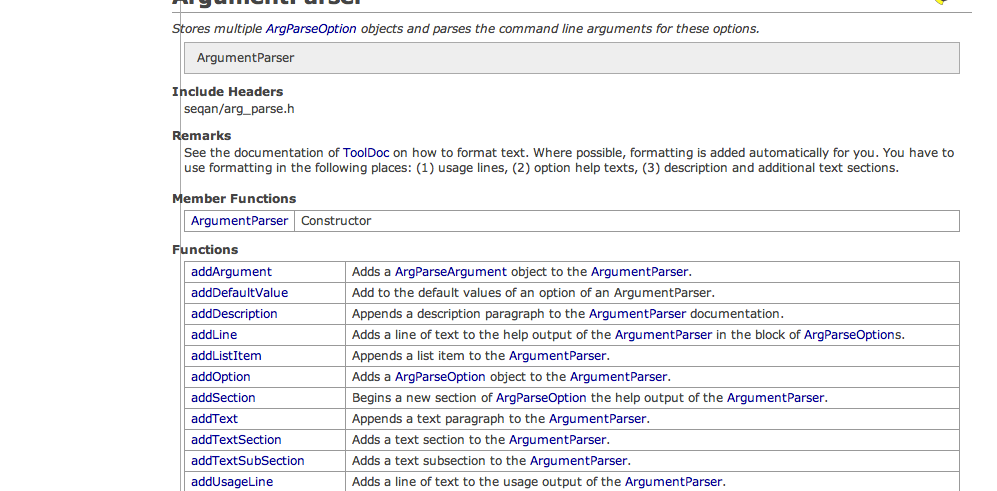 ArgumentParser
Stores multiple ArgParseOption objects and parses the command line arguments for these options.
ArgumentParser
Include Headers
seqan/arg_parse.h
Remarks
See the documentation of ToolDoc on how to format text. Where possible, formatting is added automatically for you. You have to
use formatting in the following places: (1) usage lines, (2) option help texts, (3) description and additional text sections.
Member Functions
ArgumentParser Constructor
Functions
addArgument Adds a ArgParseArgument object to the ArgumentParser.
addDefaultValue Add to the default values of an option of an ArgumentParser.
addDescription Appends a description paragraph to the ArgumentParser documentation.
addLine Adds a line of text to the help output of the ArgumentParser in the block of ArgParseOptions.
addListItem Appends a list item to the ArgumentParser.
addOption Adds a ArgParseOption object to the ArgumentParser.
addSection Begins a new section of ArgParseOption the help output of the ArgumentParser.
addText Appends a text paragraph to the ArgumentParser.
addTextSection Adds a text section to the ArgumentParser.
addTextSubSection Adds a text subsection to the ArgumentParser.
addUsageLine Adds a line of text to the usage output of the ArgumentParser.